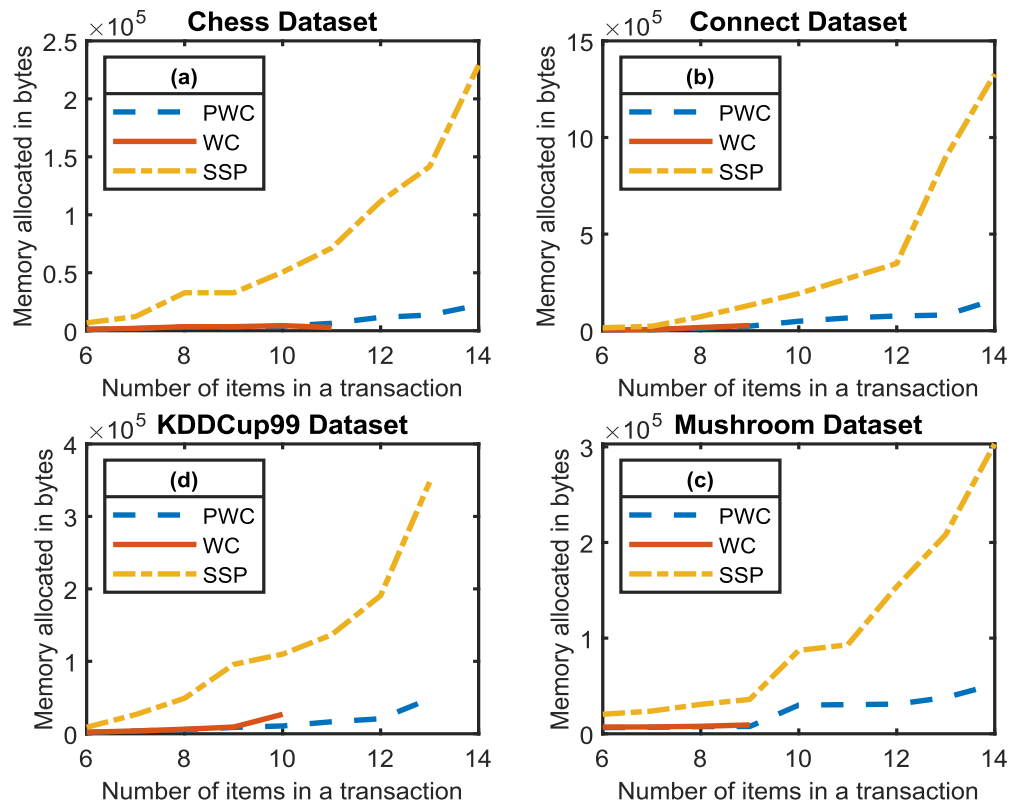 Chess Dataset
×10^5
Memory allocated in bytes
2.5
2
1.5
1
0.5
0
(a)
PWC
WC
SSP
6 8 10 12 14
Number of items in a transaction
Connect Dataset
×10^5
Memory allocated in bytes
15
10
5
0
(b)
PWC
WC
SSP
6 8 10 12 14
Number of items in a transaction
KDDCup99 Dataset
×10^5
Memory allocated in bytes
4
3
2
1
0
(d)
PWC
WC
SSP
6 8 10 12 14
Number of items in a transaction
Mushroom Dataset
×10^5
Memory allocated in bytes
3
2
1
0
(c)
PWC
WC
SSP
6 8 10 12 14
Number of items in a transaction